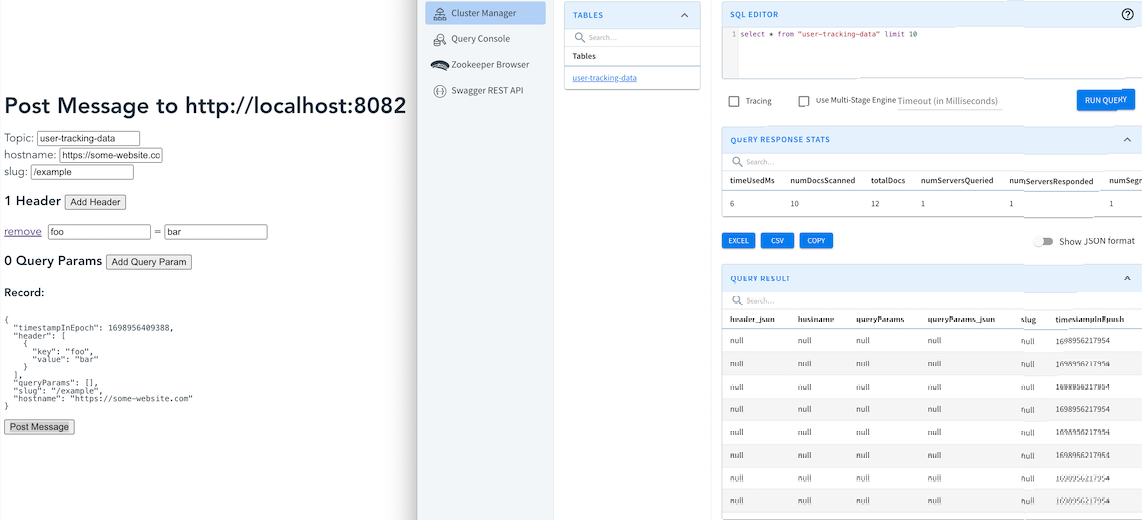 Post Message to http://localhost:8082
Topic: user-tracking-data
hostname: https://some-website.cc
slug: /example
1 Header Add Header
remove foo = bar
0 Query Params Add Query Param
Record:
{
"timestampInEpoch": 1698956409388,
"header": [
{
"key": "foo",
"value": "bar"
}
],
"queryParams": [],
"slug": "/example",
"hostname": "https://some-website.com"
}
Post Message
Cluster Manager
Query Console
Zookeeper Browser
Swagger REST API
TABLES
Search...
Tables
user-tracking-data
SQL EDITOR
1 select * from "user-tracking-data" limit 10
Tracing Use Multi-Stage Engine Timeout (in Milliseconds) RUN QUERY
QUERY RESPONSE STATS
Search...
timeUsedMs numDocsScanned totalDocs numServersQueried numServersResponded numSegr
6 10 12 1 1 1
EXCEL CSV COPY Show JSON format
QUERY RESULT
Search...
header_json hostname queryParams queryParams_json slug timestampInEpoch
null null null null null 1698956217954
null null null null null 1698956217954
null null null null null 1698956217954
null null null null null 1698956217954
null null null null null 1698956217954
null null null null null 1698956217954
null null null null null 1698956217954
null null null null null 1698956217954